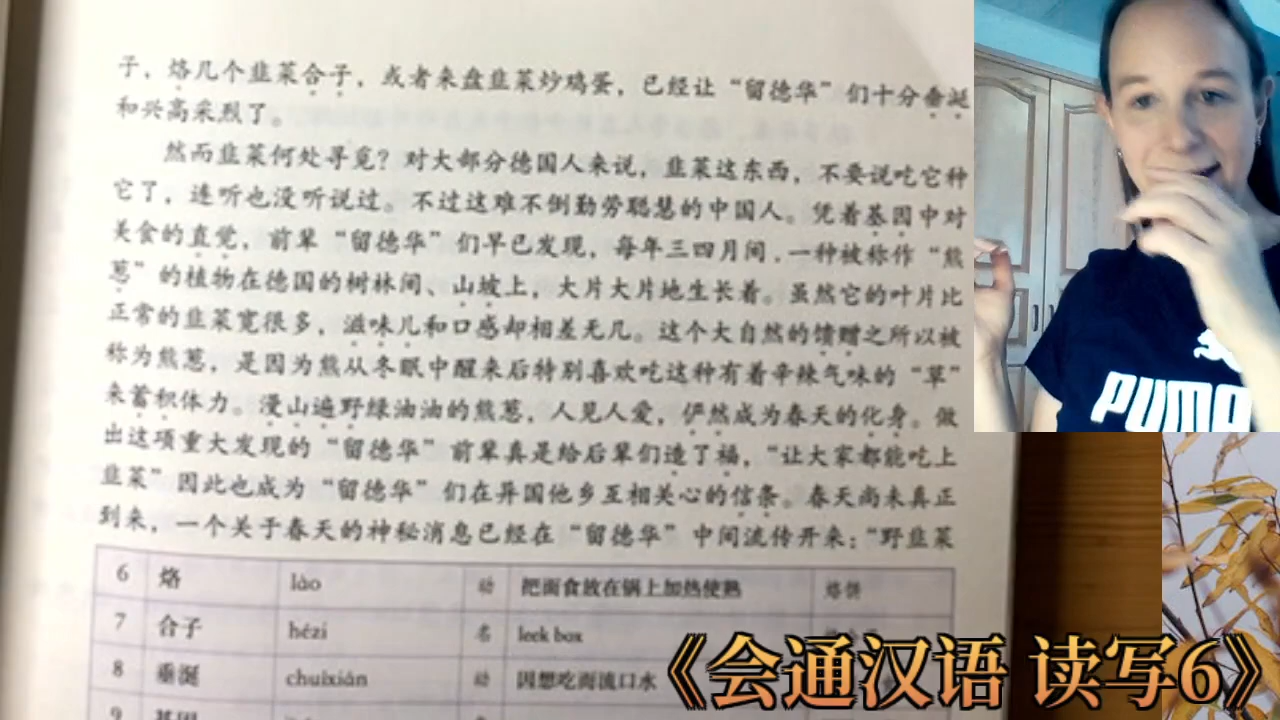 子，烙几个韭菜合子，或者来盘韭菜炒鸡蛋，已经让“留德华”们十分垂涎
和兴高采烈了。
然而韭菜何处寻觅？对大部分德国人来说，韭菜这东西，不要说吃它种
它了，连听也没听说过。不过这难不倒勤劳聪慧的中国人。凭着基因中对
美食的直觉，前辈“留德华”们早已发现，每年三四月间，一种被称作“熊
葱”的植物在德国的树林间、山坡上，大片大片地生长着。虽然它的叶片比
正常的韭菜宽很多，滋味儿和口感却相差无几。这个大自然的馈赠之所以被
称为熊葱，是因为熊从冬眠中醒来后特别喜欢吃这种有着辛辣气味的“草”
来蓄积体力。漫山遍野绿油油的熊葱，人见人爱，俨然成为春天的化身。做
出这项重大发现的“留德华”前辈真是给后辈们造了福，“让大家都能吃上
韭菜”因此也成为“留德华”们在异国他乡互相关心的信条。春天尚未真正
到来，一个关于春天的神秘消息已经在“留德华”中间流传开来：“野韭菜
6 烙 lào 动 把面食放在锅上加热使熟 烙饼
7 合子 hézi 名 leek box
8 垂涎 chuíxián 动 因想吃而流口水
9 基因
PUMA
《会通汉语 读写6》